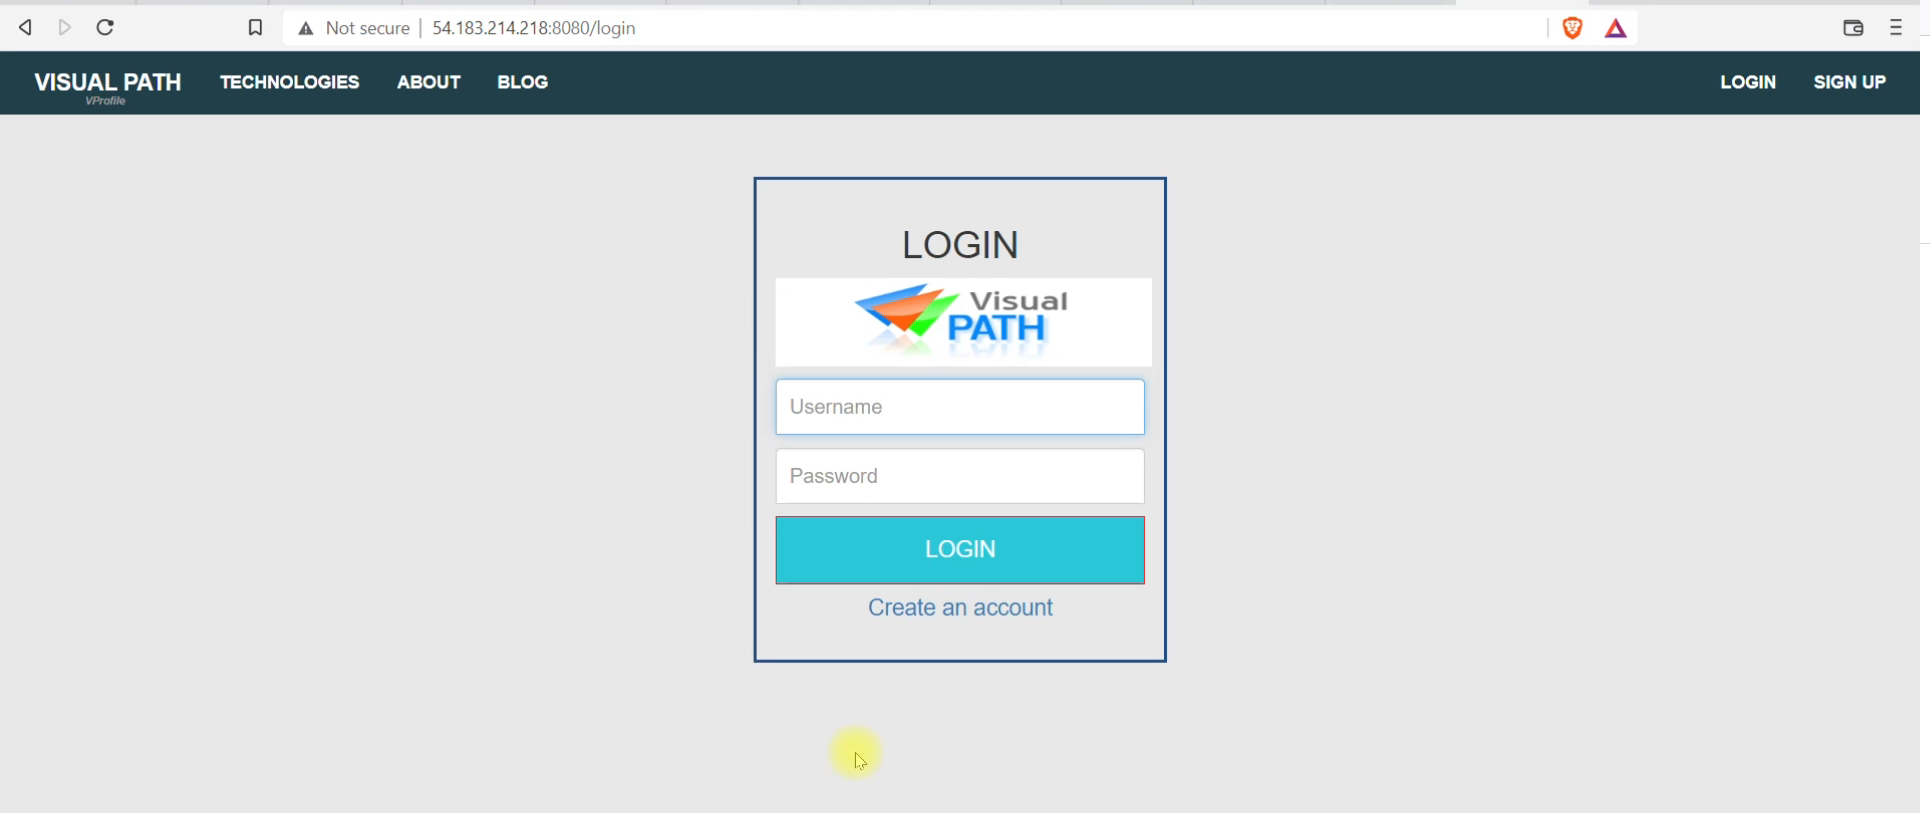 Not secure | 54.183.214.218:8080/login
VISUAL PATH TECHNOLOGIES ABOUT BLOG LOGIN SIGN UP
VProfile
LOGIN
Visual
PATH
Username
Password
LOGIN
Create an account